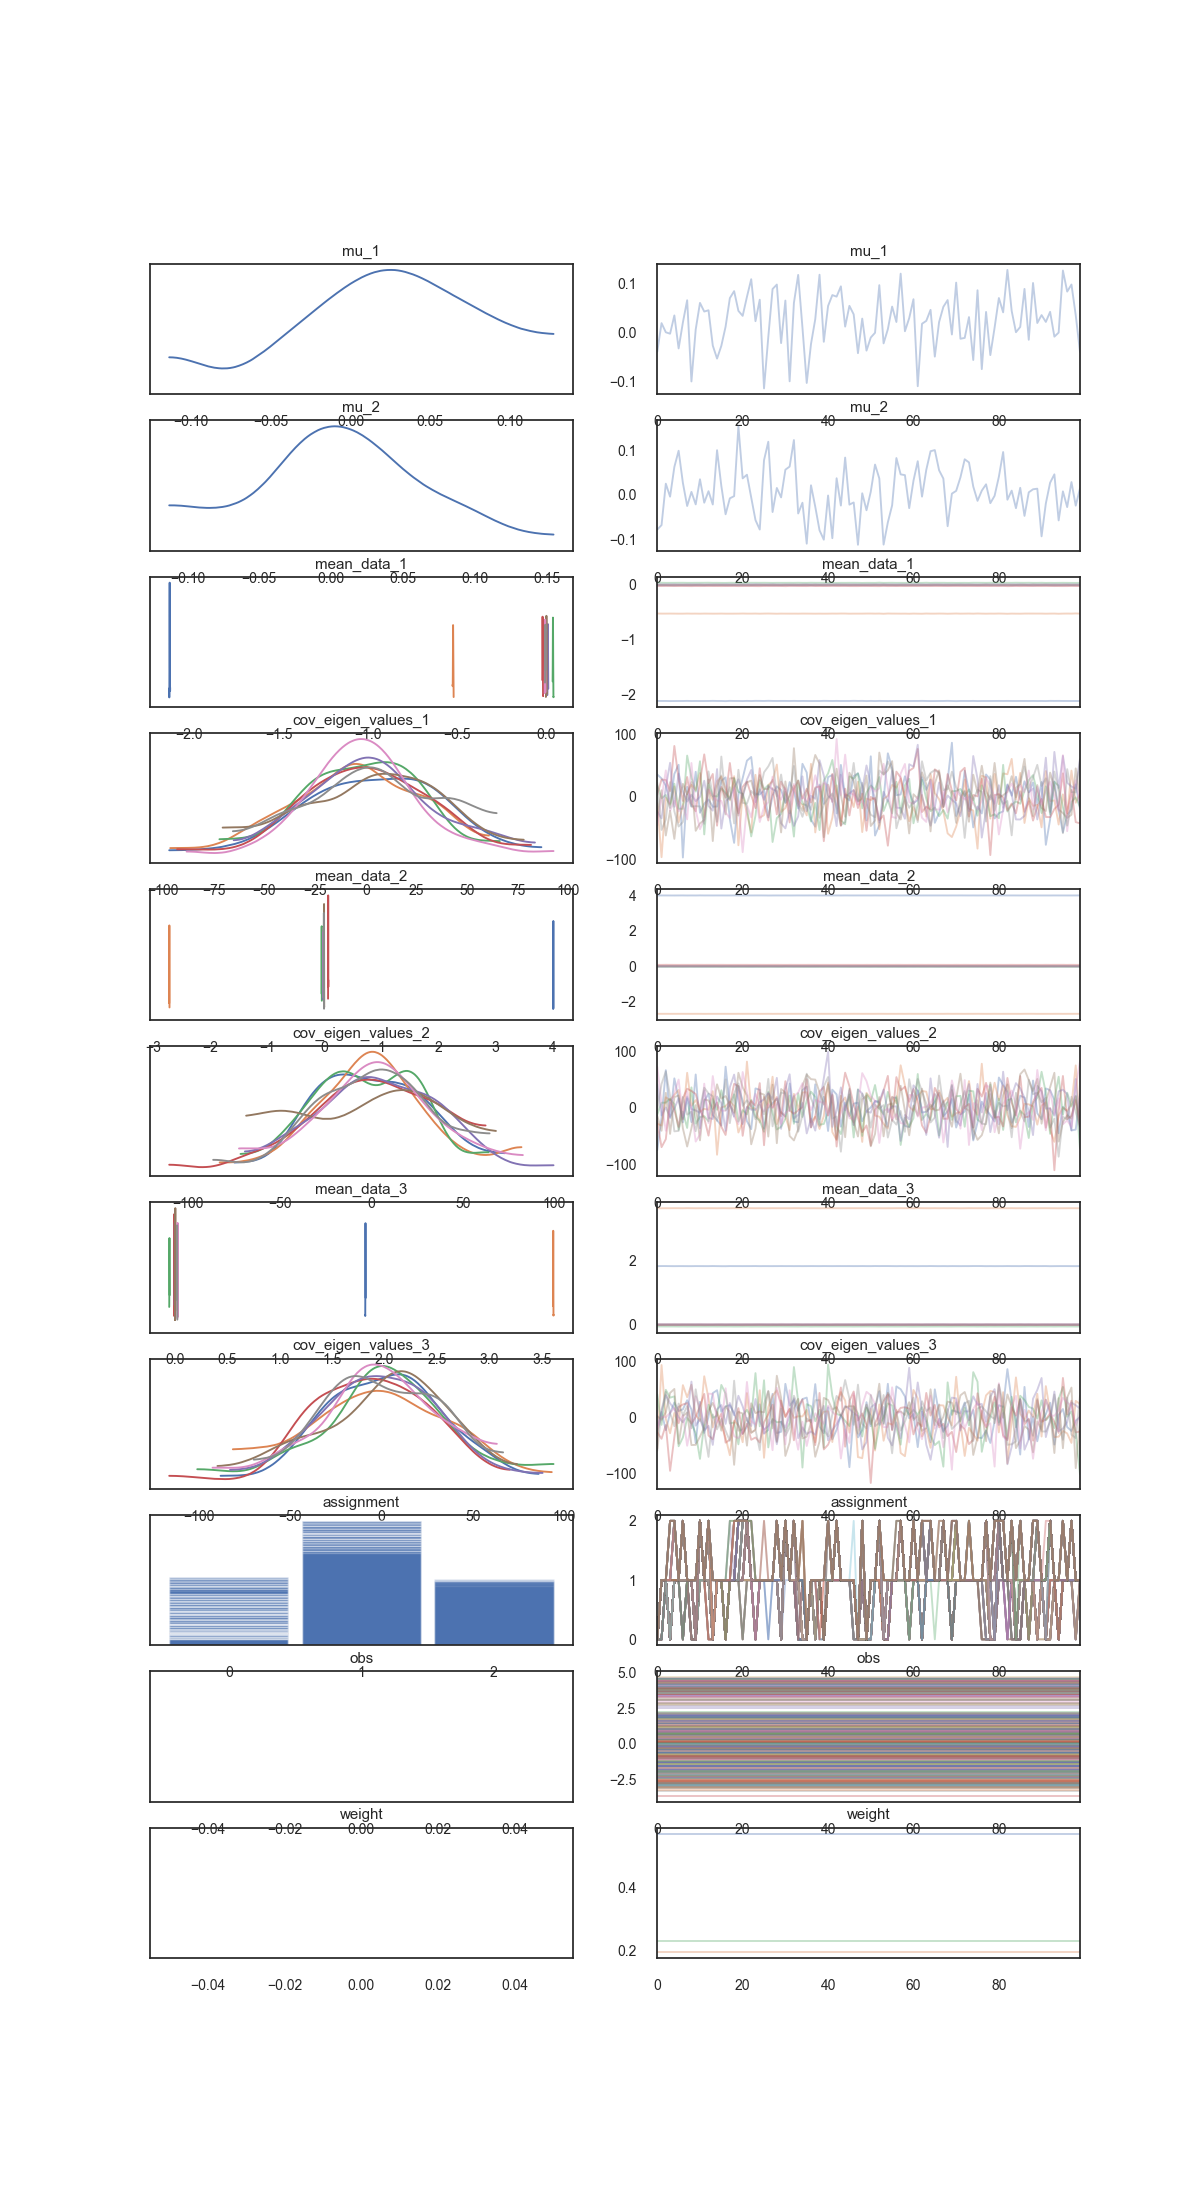 mu_1 mu_1
0.1
0.0
−0.1
mu_2 mu_2
−0.10 −0.05 0.00 0.05 0.10 0 20 40 60 80
0.1
0.0
−0.1
mean_data_1 mean_data_1
−0.10 −0.05 0.00 0.05 0.10 0.15 0 20 40 60 80
0
−1
−2
cov_eigen_values_1 cov_eigen_values_1
−2.0 −1.5 −1.0 −0.5 0.0 0 20 40 60 80
100
0
−100
mean_data_2 mean_data_2
−100 −75 −50 −25 0 25 50 75 100 0 20 40 60 80
4
2
0
−2
cov_eigen_values_2 cov_eigen_values_2
−3 −2 −1 0 1 2 3 4 0 20 40 60 80
100
0
−100
mean_data_3 mean_data_3
−100 −50 0 50 100 0 20 40 60 80
2
0
cov_eigen_values_3 cov_eigen_values_3
0.0 0.5 1.0 1.5 2.0 2.5 3.0 3.5 0 20 40 60 80
100
0
−100
assignment assignment
−100 −50 0 50 100 0 20 40 60 80
2
1
0
obs obs
0 1 2 0 20 40 60 80
5.0
2.5
0.0
−2.5
weight weight
−0.04 −0.02 0.00 0.02 0.04 0 20 40 60 80
0.4
0.2
−0.04 −0.02 0.00 0.02 0.04 0 20 40 60 80